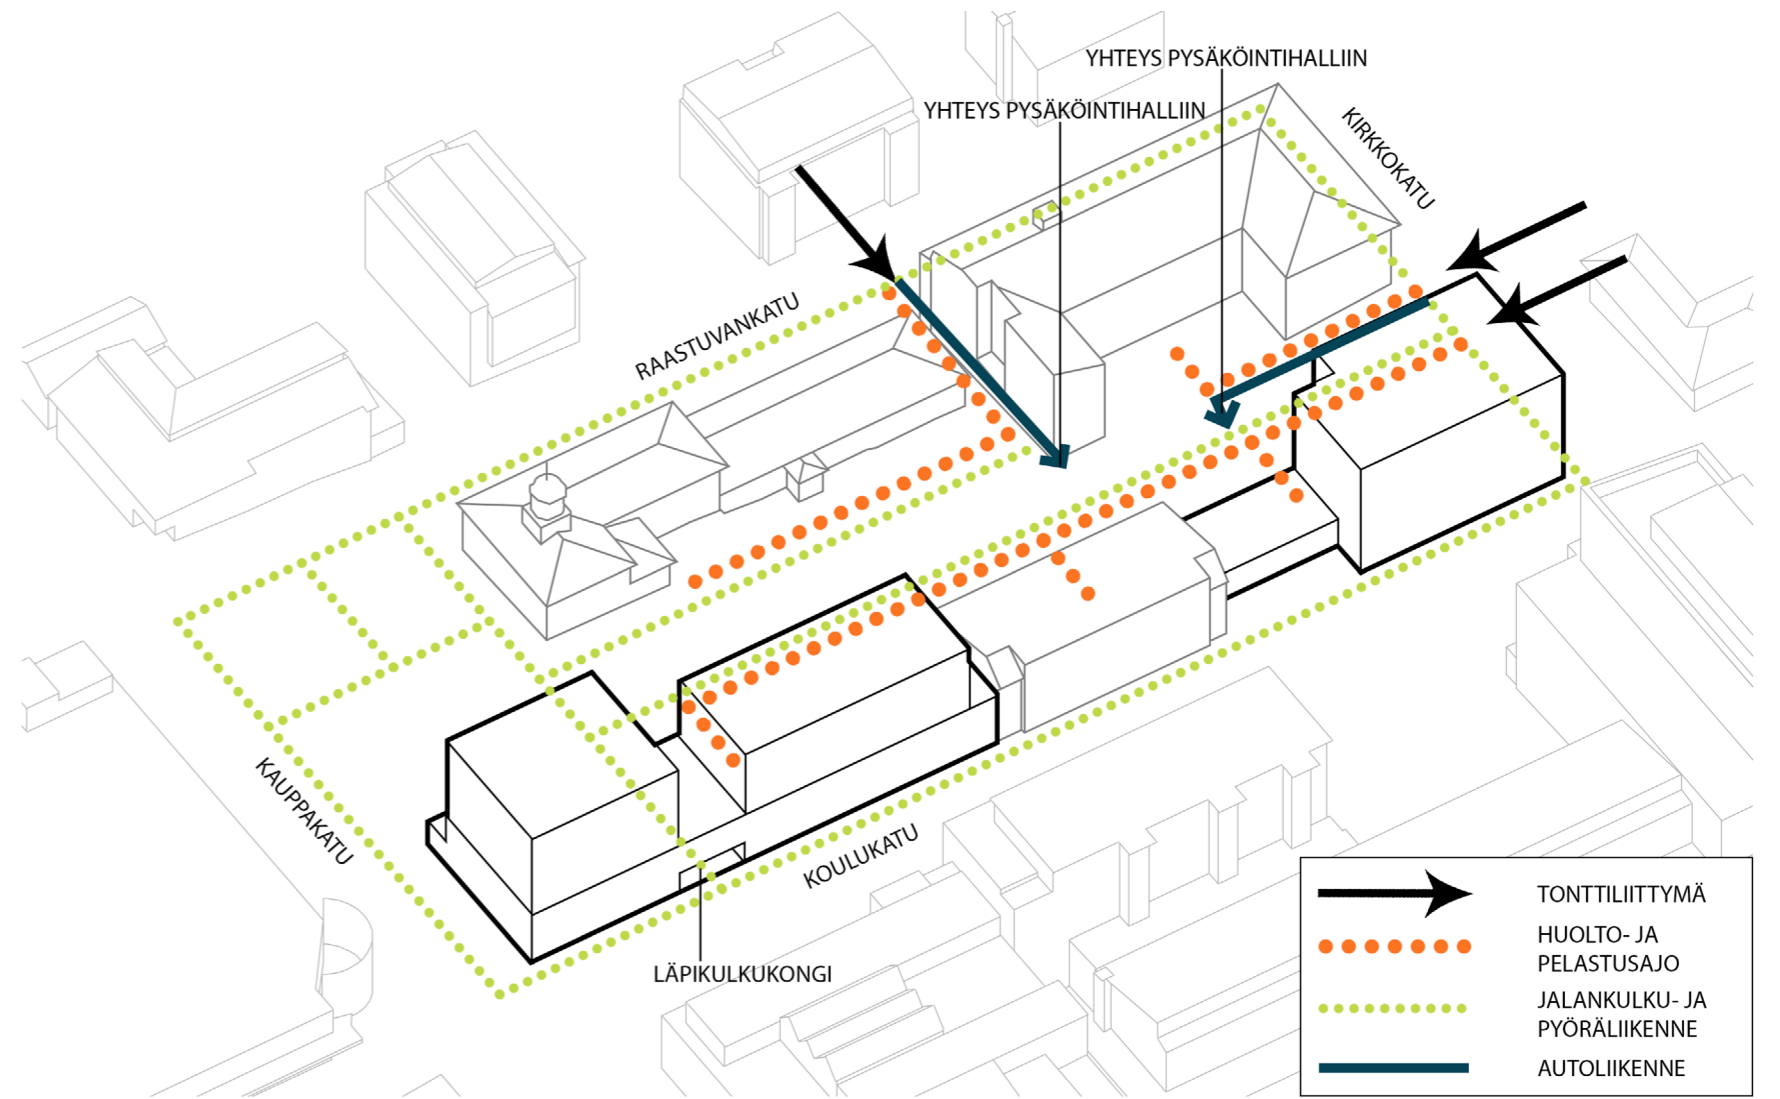 YHTEYS PYSÄKÖINTIHALLIIN
YHTEYS PYSÄKÖINTIHALLIIN
KIRKKOKATU
RAASTUVANKATU
KAUPPAKATU
KOULUKATU
LÄPIKULKUKONGI
TONTTILIITTYMÄ
HUOLTO- JA
PELASTUSAJO
JALANKULKU- JA
PYÖRÄLIIKENNE
AUTOLIIKENNE